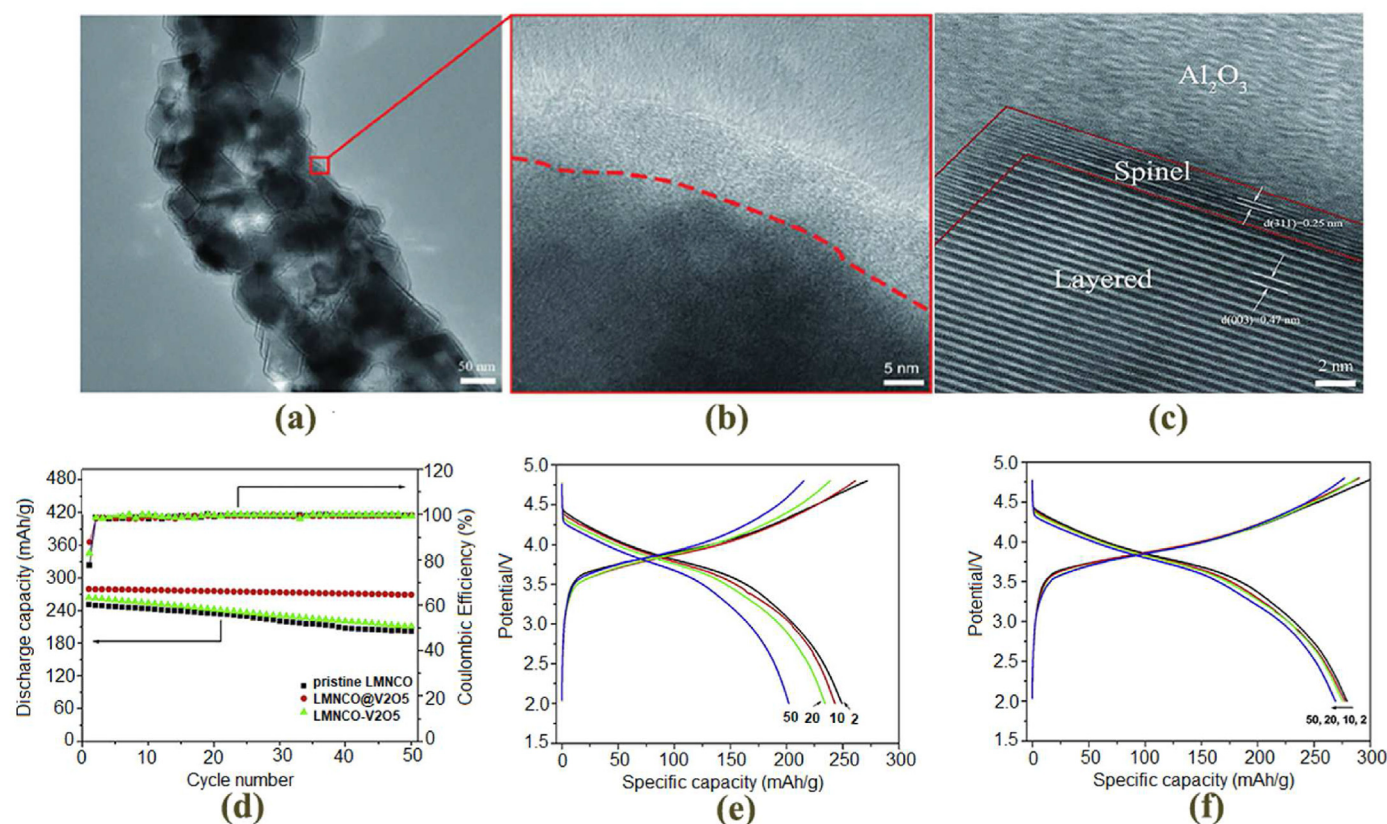 50 nm
(a)
5 nm
(b)
Al2O3
Spinel
d(311)=0.25 nm
Layered
d(003)=0.47 nm
2 nm
(c)
Discharge capacity (mAh/g)
480
420
360
300
240
180
120
60
0
120
100
80
60
40
20
0
Coulombic Efficiency (%)
pristine LMNCO
LMNCO@V2O5
LMNCO-V2O5
0 10 20 30 40 50
Cycle number
(d)
Potential/V
5.0
4.5
4.0
3.5
3.0
2.5
2.0
1.5
50 20 10 2
0 50 100 150 200 250 300
Specific capacity (mAh/g)
(e)
Potential/V
5.0
4.5
4.0
3.5
3.0
2.5
2.0
1.5
50, 20, 10, 2
0 50 100 150 200 250 300
Specific capacity (mAh/g)
(f)